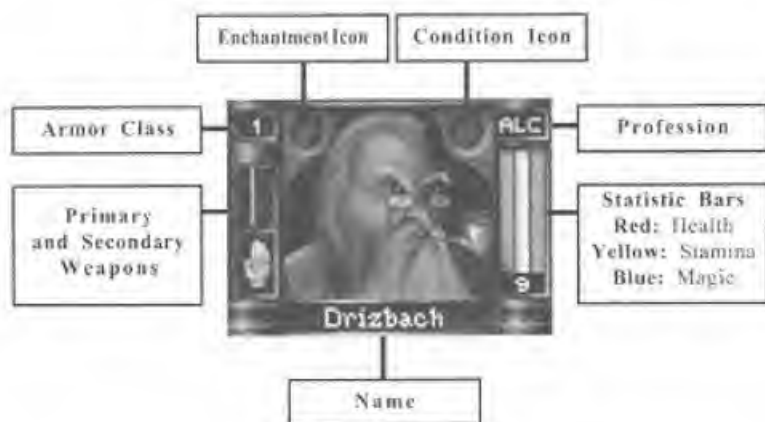 Enchantment Icon
Condition Icon
Armor Class
1
ALC
Profession
Primary
and Secondary
Weapons
Statistic Bars
Red: Health
Yellow: Stamina
Blue: Magic
9
Drizbach
Name